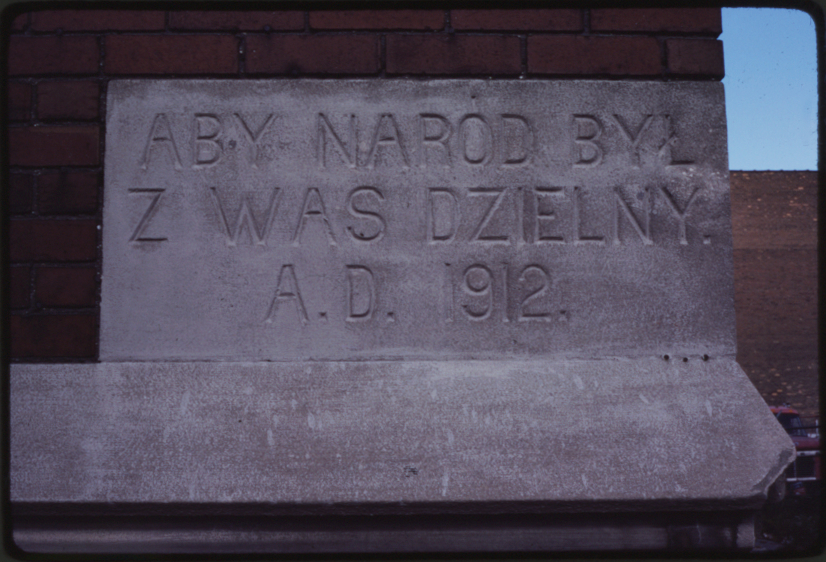 ABY NARÓD BYŁ
Z WAS DZIELNY.
A.D. 1912.